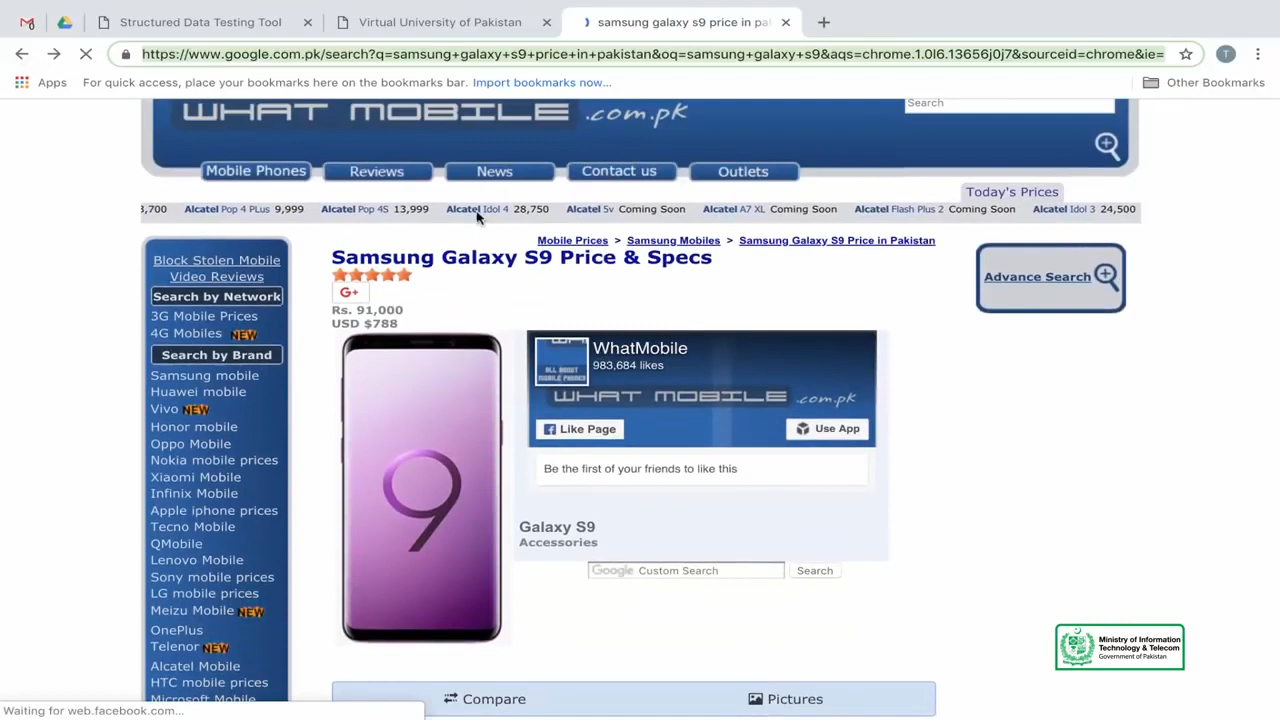 Structured Data Testing Tool
Virtual University of Pakistan
samsung galaxy s9 price in pa
https://www.google.com.pk/search?q=samsung+galaxy+s9+price+in+pakistan&oq=samsung+galaxy+s9&aqs=chrome.1.0l6.13656j0j7&sourceid=chrome&ie=
T
Apps
For quick access, place your bookmarks here on the bookmarks bar. Import bookmarks now...
Other Bookmarks
WHAT MOBILE .com.pk
Search
Mobile Phones
Reviews
News
Contact us
Outlets
Today's Prices
3,700 Alcatel Pop 4 PLus 9,999 Alcatel Pop 4S 13,999 Alcatel Idol 4 28,750 Alcatel 5v Coming Soon Alcatel A7 XL Coming Soon Alcatel Flash Plus 2 Coming Soon Alcatel Idol 3 24,500
Block Stolen Mobile
Video Reviews
Search by Network
3G Mobile Prices
4G Mobiles NEW
Search by Brand
Samsung mobile
Huawei mobile
Vivo NEW
Honor mobile
Oppo Mobile
Nokia mobile prices
Xiaomi Mobile
Infinix Mobile
Apple iphone prices
Tecno Mobile
QMobile
Lenovo Mobile
Sony mobile prices
LG mobile prices
Meizu Mobile NEW
OnePlus
Telenor NEW
Alcatel Mobile
HTC mobile prices
Microsoft Mobile
Mobile Prices > Samsung Mobiles > Samsung Galaxy S9 Price in Pakistan
Samsung Galaxy S9 Price & Specs
G+
Rs. 91,000
USD $788
9
ALL ABOUT
MOBILE PHONES
WhatMobile
983,684 likes
WHAT MOBILE .com.pk
Like Page
Use App
Be the first of your friends to like this
Galaxy S9
Accessories
Google Custom Search
Search
Advance Search
Compare
Pictures
Ministry of Information
Technology & Telecom
Government of Pakistan
Waiting for web.facebook.com...